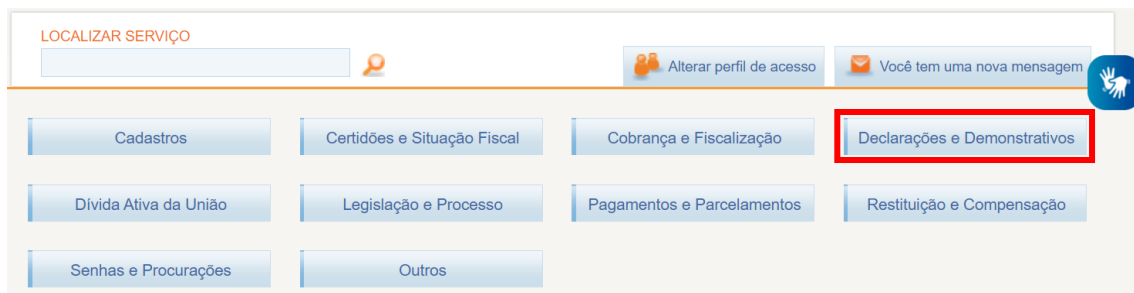 LOCALIZAR SERVIÇO
Alterar perfil de acesso
Você tem uma nova mensagem
Cadastros
Certidões e Situação Fiscal
Cobrança e Fiscalização
Declarações e Demonstrativos
Dívida Ativa da União
Legislação e Processo
Pagamentos e Parcelamentos
Restituição e Compensação
Senhas e Procurações
Outros